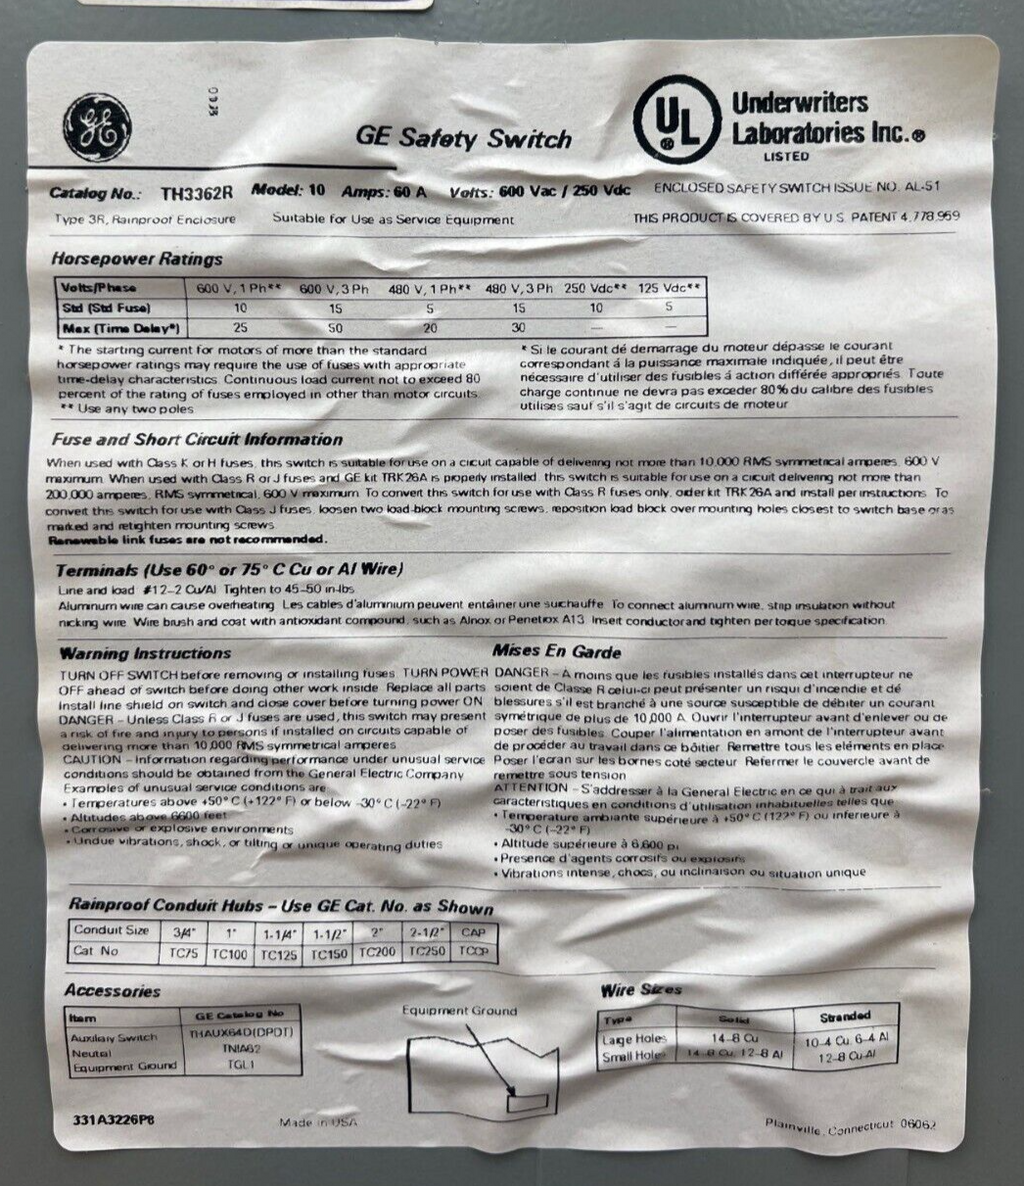 GE
GE Safety Switch
UL ®
Underwriters
Laboratories Inc.®
LISTED
Catalog No.: TH3362R Model: 10 Amps: 60 A Volts: 600 Vac / 250 Vdc ENCLOSED SAFETY SWITCH ISSUE NO. AL-51
Type 3R, Rainproof Enclosure Suitable for Use as Service Equipment THIS PRODUCT IS COVERED BY U.S. PATENT 4,778,959
Horsepower Ratings
Volts/Phase 600 V, 1 Ph** 600 V, 3 Ph 480 V, 1 Ph** 480 V, 3 Ph 250 Vdc** 125 Vdc**
Std (Std Fuse) 10 15 5 15 10 5
Max (Time Delay*) 25 50 20 30 — —
* The starting current for motors of more than the standard
horsepower ratings may require the use of fuses with appropriate
time-delay characteristics. Continuous load current not to exceed 80
percent of the rating of fuses employed in other than motor circuits.
** Use any two poles
* Si le courant dé demarrage du moteur dépasse le courant
correspondant á la puissance maximale indiquée, il peut être
nécessaire d'utiliser des fusibles á action différée appropriés. Toute
charge continue ne devra pas exceder 80% du calibre des fusibles
utilises sauf s'il s'agit de circuits de moteur
Fuse and Short Circuit Information
When used with Class K or H fuses, this switch is suitable for use on a circuit capable of delivering not more than 10,000 RMS symmetrical amperes, 600 V
maximum. When used with Class R or J fuses and GE kit TRK26A is properly installed, this switch is suitable for use on a circuit delivering not more than
200,000 amperes, RMS symmetrical, 600 V maximum. To convert this switch for use with Class R fuses only, order kit TRK26A and install per instructions. To
convert this switch for use with Class J fuses, loosen two load-block mounting screws, reposition load block over mounting holes closest to switch base or as
marked and retighten mounting screws
Renewable link fuses are not recommended.
Terminals (Use 60° or 75° C Cu or Al Wire)
Line and load #12–2 Cu/Al Tighten to 45–50 in-lbs
Aluminum wire can cause overheating. Les cables d'aluminium peuvent entâiner une surchauffe. To connect aluminum wire, strip insulation without
nicking wire. Wire brush and coat with antioxidant compound, such as Alnox or Penetrox A13. Insert conductor and tighten per torque specification
Warning Instructions
TURN OFF SWITCH before removing or installing fuses TURN POWER
OFF ahead of switch before doing other work inside Replace all parts
Install line shield on switch and close cover before turning power ON
DANGER – Unless Class R or J fuses are used, this switch may present
a risk of fire and injury to persons if installed on circuits capable of
delivering more than 10,000 RMS symmetrical amperes
CAUTION – Information regarding performance under unusual service
conditions should be obtained from the General Electric Company
Examples of unusual service conditions are
• Temperatures above +50° C (+122° F) or below –30° C (–22° F)
• Altitudes above 6600 feet
• Corrosive or explosive environments
• Undue vibrations, shock, or tilting or unique operating duties
Mises En Garde
DANGER – A moins que les fusibles installés dans cet interrupteur ne
soient de Classe R celui-ci peut présenter un risqui d'incendie et dé
blessures s'il est branché à une source susceptible de débiter un courant
symétrique de plus de 10,000 A. Ouvrir l'interrupteur avant d'enlever ou de
poser des fusibles. Couper l'alimentation en amont de l'interrupteur avant
de procéder au travail dans ce bôitier. Remettre tous les eléments en place
Poser l'ecran sur les bornes coté secteur Refermer le couvercle avant de
remettre sous tension
ATTENTION – S'addresser à la General Electric en ce qui à trait aux
caractéristiques en conditions d'utilisation inhabituelles telles que
• Temperature ambiante supérieure à +50° C (122° F) ou inferieure à
–30° C (–22° F)
• Altitude supérieure à 6,600 pi
• Presence d'agents corrosifs ou explosifs
• Vibrations intense, chocs, ou inclinaison ou situation unique
Rainproof Conduit Hubs – Use GE Cat. No. as Shown
Conduit Size 3/4" 1" 1-1/4" 1-1/2" 2" 2-1/2" CAP
Cat No TC75 TC100 TC125 TC150 TC200 TC250 TCCP
Accessories
Item GE Catalog No
Auxiliary Switch THAUX64D(DPDT)
Neutral TNIA62
Equipment Ground TGL1
Equipment Ground
Wire Sizes
Type Solid Stranded
Large Holes 14–8 Cu 10–4 Cu, 6–4 Al
Small Holes 14–8 Cu, 12–8 Al 12–8 Cu-Al
331A3226P8
Made in USA
Plainville, Connecticut 06062